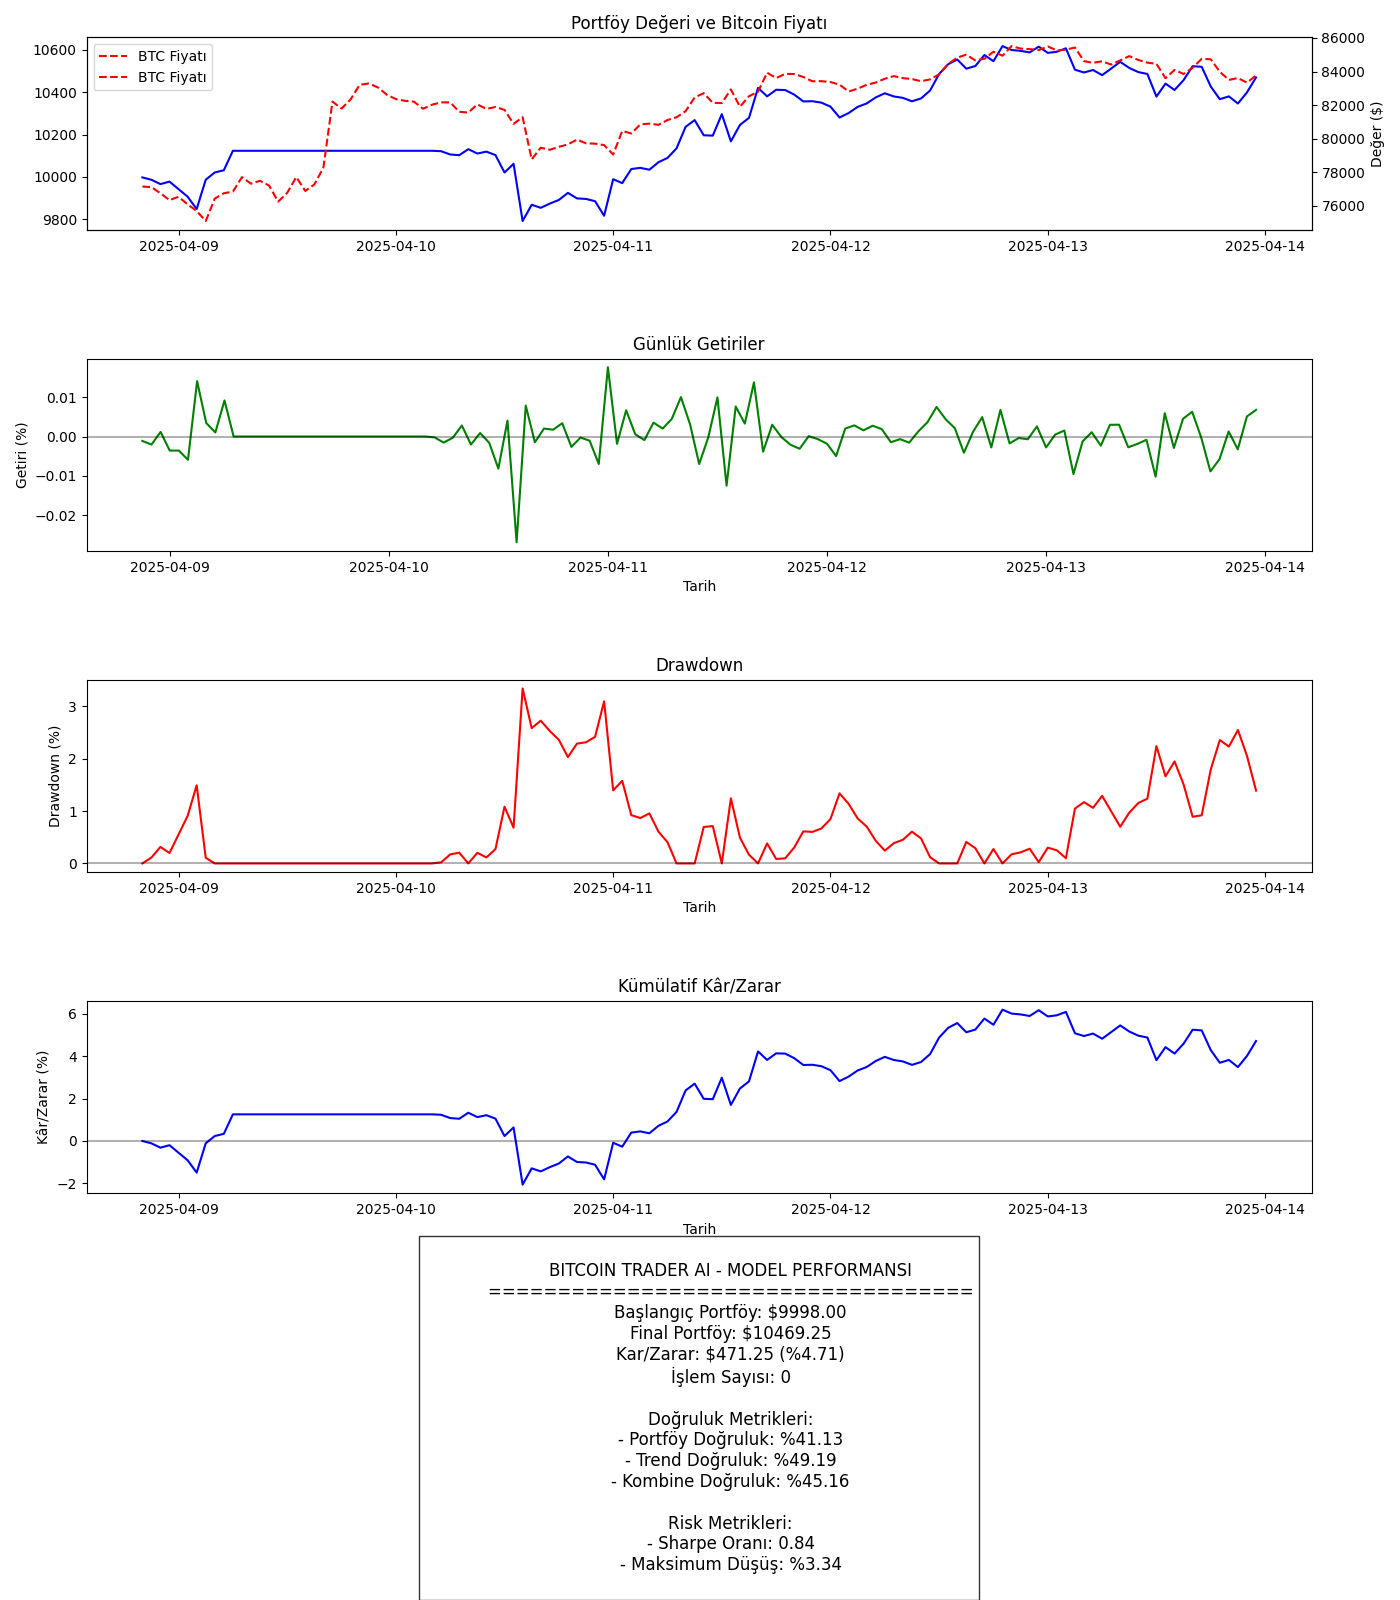 Portföy Değeri ve Bitcoin Fiyatı
BTC Fiyatı
BTC Fiyatı
10600
10400
10200
10000
9800
86000
84000
82000
80000
78000
76000
Değer ($)
2025-04-09 2025-04-10 2025-04-11 2025-04-12 2025-04-13 2025-04-14
Günlük Getiriler
Getiri (%)
0.01
0.00
−0.01
−0.02
2025-04-09 2025-04-10 2025-04-11 2025-04-12 2025-04-13 2025-04-14
Tarih
Drawdown
Drawdown (%)
3
2
1
0
2025-04-09 2025-04-10 2025-04-11 2025-04-12 2025-04-13 2025-04-14
Tarih
Kümülatif Kâr/Zarar
Kâr/Zarar (%)
6
4
2
0
−2
2025-04-09 2025-04-10 2025-04-11 2025-04-12 2025-04-13 2025-04-14
Tarih
BITCOIN TRADER AI - MODEL PERFORMANSI
===================================
Başlangıç Portföy: $9998.00
Final Portföy: $10469.25
Kar/Zarar: $471.25 (%4.71)
İşlem Sayısı: 0
Doğruluk Metrikleri:
- Portföy Doğruluk: %41.13
- Trend Doğruluk: %49.19
- Kombine Doğruluk: %45.16
Risk Metrikleri:
- Sharpe Oranı: 0.84
- Maksimum Düşüş: %3.34